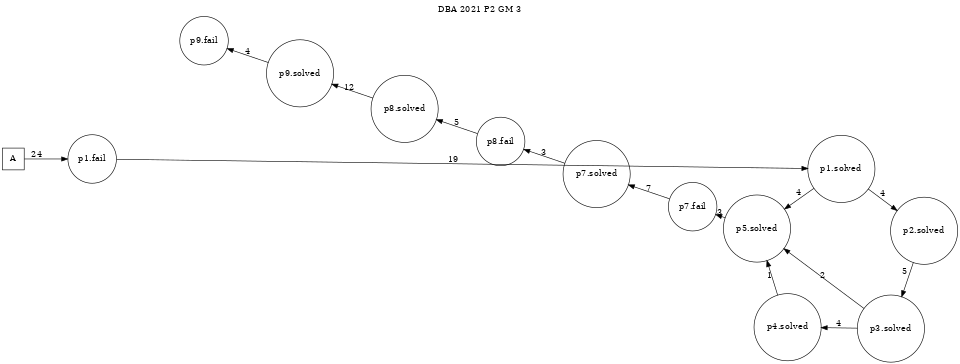 DBA 2021 P2 GM 3
p9.fail
4
p9.solved
12
p8.solved
5
p8.fail
3
p7.solved
7
p7.fail
A
24
p1.fail
19
p1.solved
4
4
p5.solved
p2.solved
5
2
1
p4.solved
4
p3.solved